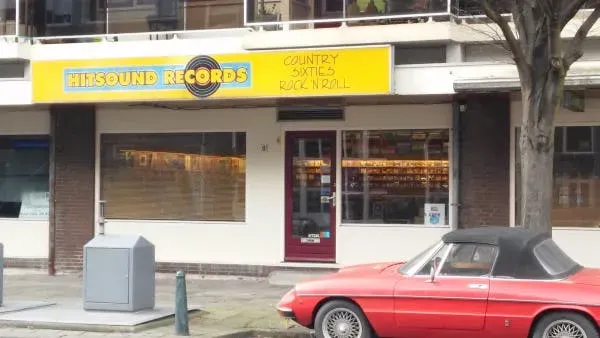 HITSOUND RECORDS
COUNTRY
SIXTIES
ROCK 'N ROLL